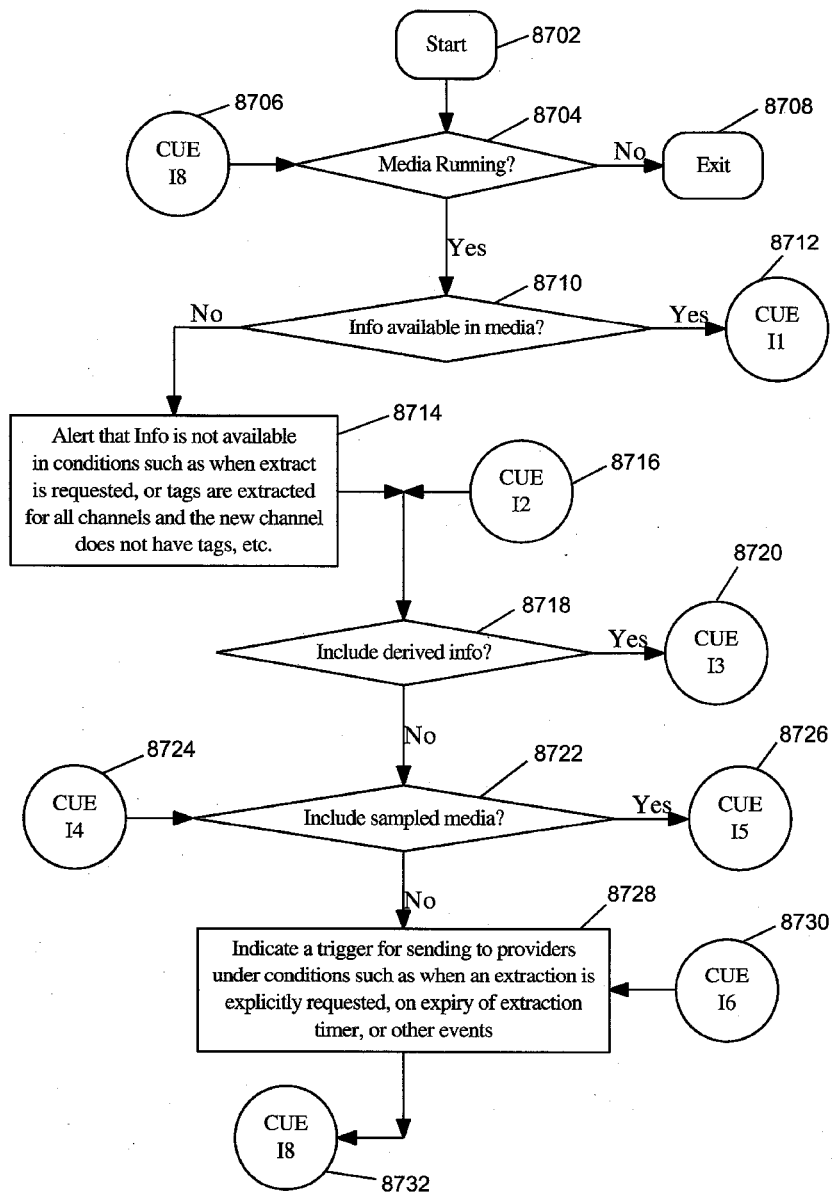 Start
8702
8706
8704
8708
CUE
I8
Media Running?
No
Exit
Yes
8712
8710
No
Info available in media?
Yes
CUE
I1
8714
Alert that Info is not available
in conditions such as when extract
is requested, or tags are extracted
for all channels and the new channel
does not have tags, etc.
CUE
I2
8716
8720
8718
Include derived info?
Yes
CUE
I3
No
8724
8722
8726
CUE
I4
Include sampled media?
Yes
CUE
I5
No
8728
8730
Indicate a trigger for sending to providers
under conditions such as when an extraction is
explicitly requested, on expiry of extraction
timer, or other events
CUE
I6
CUE
I8
8732